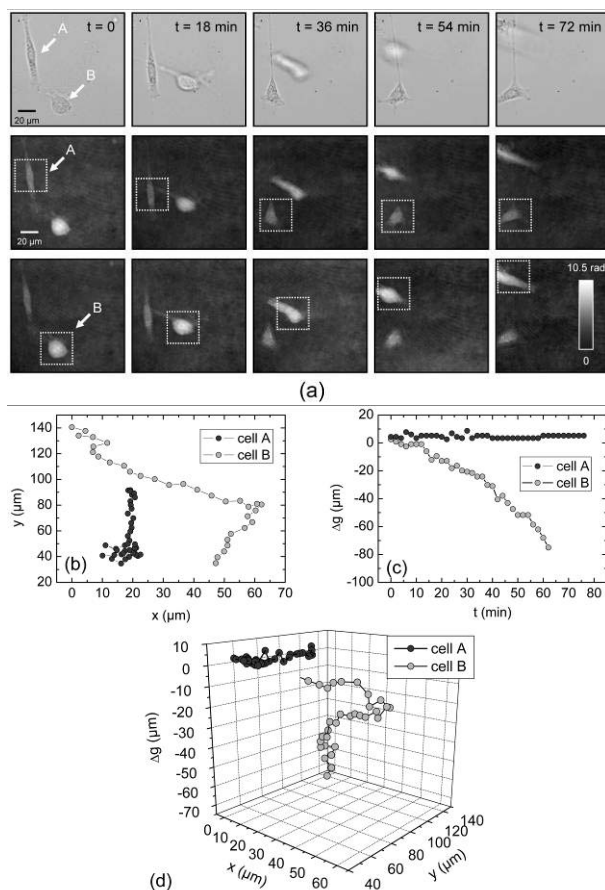 A
t = 0
t = 18 min
t = 36 min
t = 54 min
t = 72 min
B
20 µm
A
20 µm
B
10.5 rad
0
(a)
140
120
100
80
60
40
20
y (µm)
cell A
cell B
(b)
0 10 20 30 40 50 60 70
x (µm)
20
0
-20
-40
-60
-80
-100
Δg (µm)
cell A
cell B
(c)
0 10 20 30 40 50 60 70 80
t (min)
10
0
-10
-20
-30
-40
-50
-60
-70
Δg (µm)
cell A
cell B
0 10 20 30 40 50 60
x (µm)
40 60 80 100 120 140
y (µm)
(d)